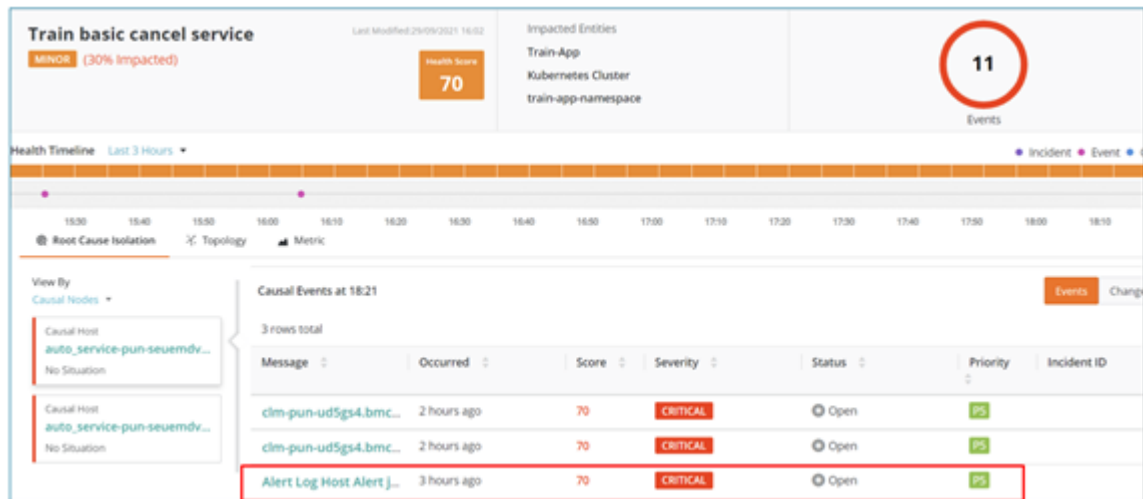 Train basic cancel service
Last Modified:29/09/2021 16:02
MINOR (30% Impacted)
Health Score
70
Impacted Entities
Train-App
Kubernetes Cluster
train-app-namespace
11
Events
Health Timeline Last 3 Hours
Incident Event
15:30 15:40 15:50 16:00 16:10 16:20 16:30 16:40 16:50 17:00 17:10 17:20 17:30 17:40 17:50 18:00 18:10
Root Cause Isolation Topology Metric
View By
Causal Nodes
Causal Host
auto_service-pun-seuemdv...
No Situation
Causal Host
auto_service-pun-seuemdv...
No Situation
Causal Events at 18:21
Events Change
3 rows total
Message Occurred Score Severity Status Priority Incident ID
clm-pun-ud5gs4.bmc... 2 hours ago 70 CRITICAL Open P5
clm-pun-ud5gs4.bmc... 2 hours ago 70 CRITICAL Open P5
Alert Log Host Alert j... 3 hours ago 70 CRITICAL Open P5